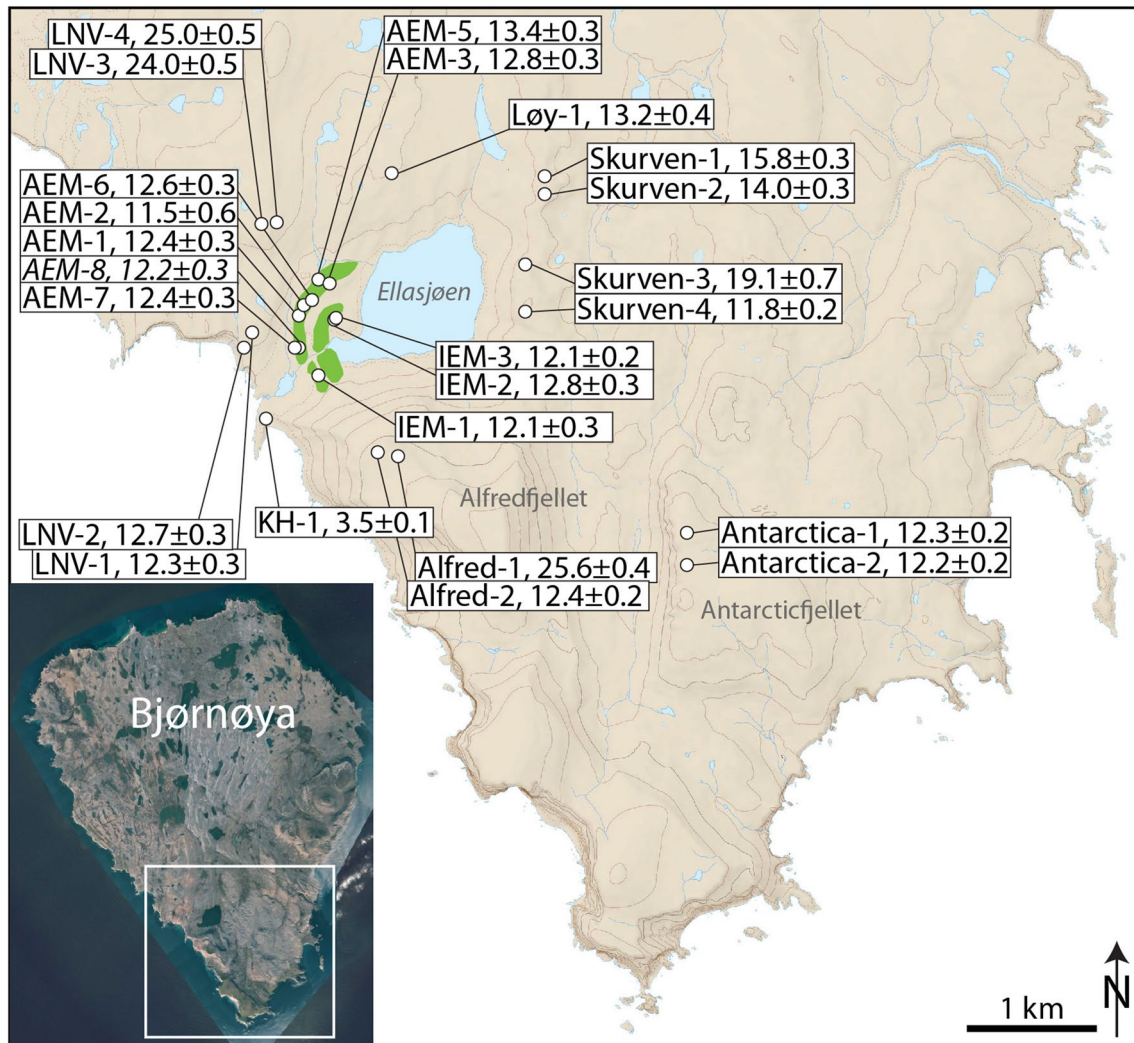 LNV-4, 25.0±0.5
LNV-3, 24.0±0.5
AEM-5, 13.4±0.3
AEM-3, 12.8±0.3
Løy-1, 13.2±0.4
Skurven-1, 15.8±0.3
Skurven-2, 14.0±0.3
AEM-6, 12.6±0.3
AEM-2, 11.5±0.6
AEM-1, 12.4±0.3
AEM-8, 12.2±0.3
AEM-7, 12.4±0.3
Ellasjøen
Skurven-3, 19.1±0.7
Skurven-4, 11.8±0.2
IEM-3, 12.1±0.2
IEM-2, 12.8±0.3
IEM-1, 12.1±0.3
Alfredfjellet
LNV-2, 12.7±0.3
LNV-1, 12.3±0.3
KH-1, 3.5±0.1
Alfred-1, 25.6±0.4
Alfred-2, 12.4±0.2
Antarctica-1, 12.3±0.2
Antarctica-2, 12.2±0.2
Antarcticfjellet
Bjørnøya
1 km
N